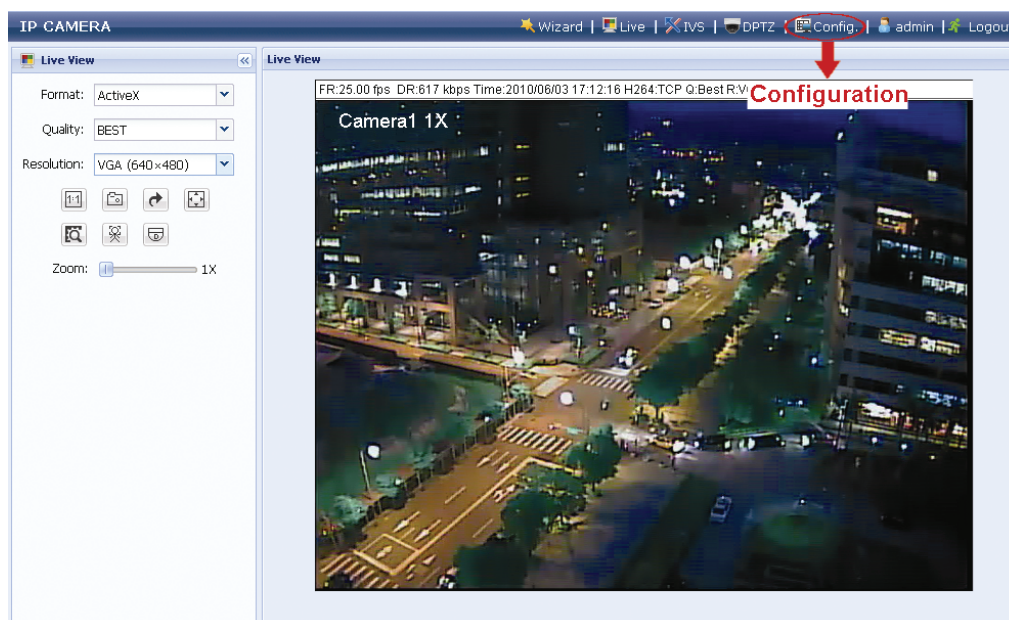 IP CAMERA
Wizard | Live | IVS | DPTZ | Config. | admin | Logou
Live View
Format: ActiveX
Quality: BEST
Resolution: VGA (640×480)
1:1
Zoom: 1X
Live View
FR:25.00 fps DR:617 kbps Time:2010/06/03 17:12:16 H264:TCP Q:Best R:V
Configuration
Camera1 1X